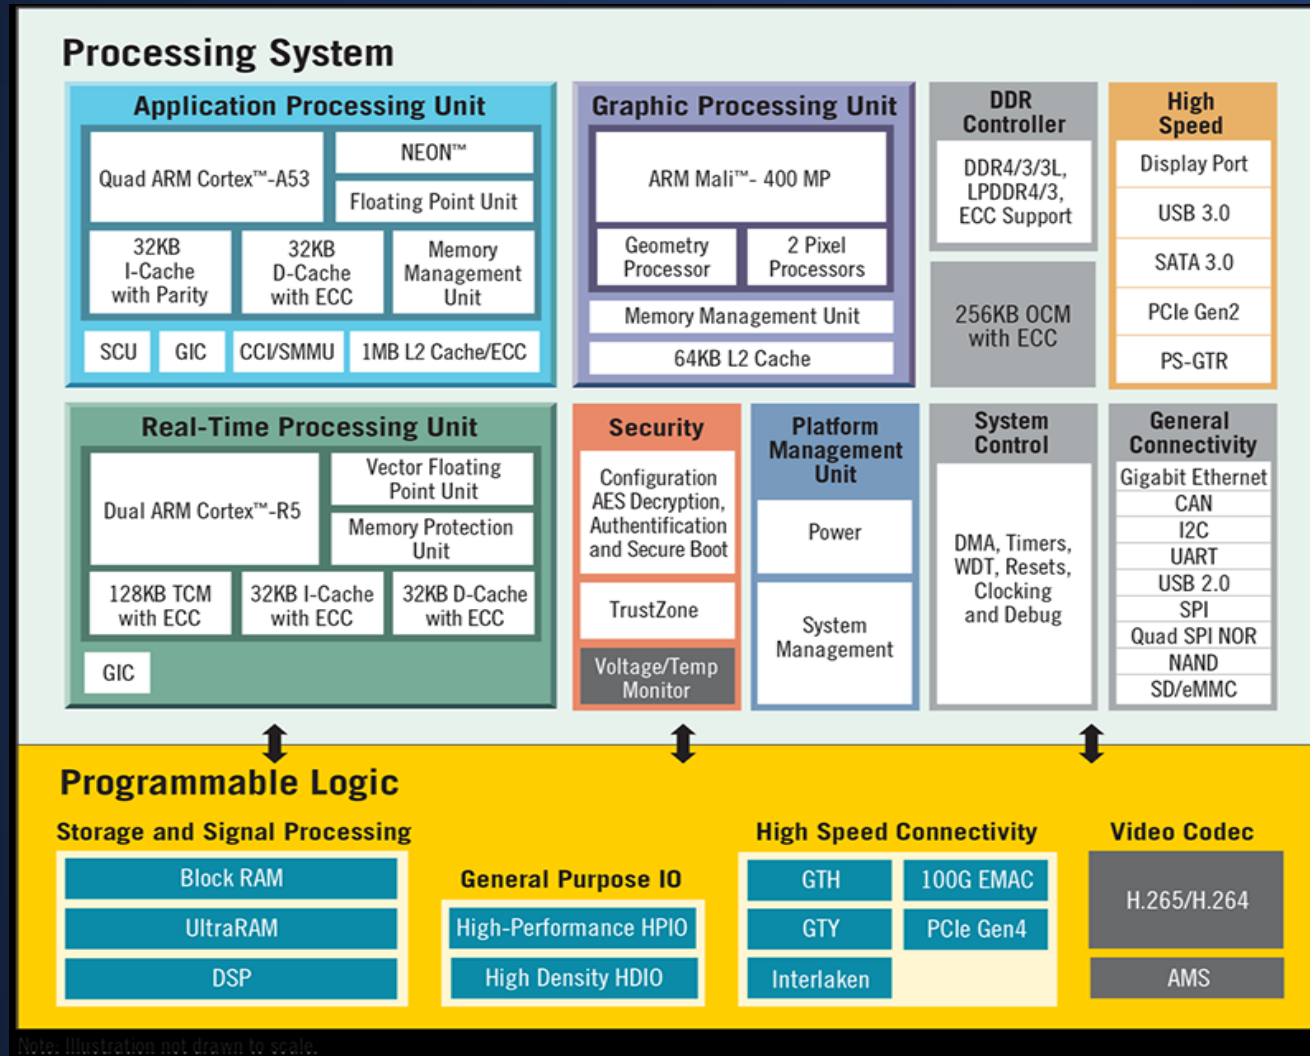 Processing System
Application Processing Unit
Quad ARM Cortex™-A53
NEON™
Floating Point Unit
32KB
I-Cache
with Parity
32KB
D-Cache
with ECC
Memory
Management
Unit
SCU
GIC
CCI/SMMU
1MB L2 Cache/ECC
Graphic Processing Unit
ARM Mali™- 400 MP
Geometry
Processor
2 Pixel
Processors
Memory Management Unit
64KB L2 Cache
DDR
Controller
DDR4/3/3L,
LPDDR4/3,
ECC Support
256KB OCM
with ECC
High
Speed
Display Port
USB 3.0
SATA 3.0
PCIe Gen2
PS-GTR
Real-Time Processing Unit
Dual ARM Cortex™-R5
Vector Floating
Point Unit
Memory Protection
Unit
128KB TCM
with ECC
32KB I-Cache
with ECC
32KB D-Cache
with ECC
GIC
Security
Configuration
AES Decryption,
Authentification
and Secure Boot
TrustZone
Voltage/Temp
Monitor
Platform
Management
Unit
Power
System
Management
System
Control
DMA, Timers,
WDT, Resets,
Clocking
and Debug
General
Connectivity
Gigabit Ethernet
CAN
I2C
UART
USB 2.0
SPI
Quad SPI NOR
NAND
SD/eMMC
Programmable Logic
Storage and Signal Processing
Block RAM
UltraRAM
DSP
General Purpose IO
High-Performance HPIO
High Density HDIO
High Speed Connectivity
GTH
100G EMAC
GTY
PCIe Gen4
Interlaken
Video Codec
H.265/H.264
AMS
Note: Illustration not drawn to scale.